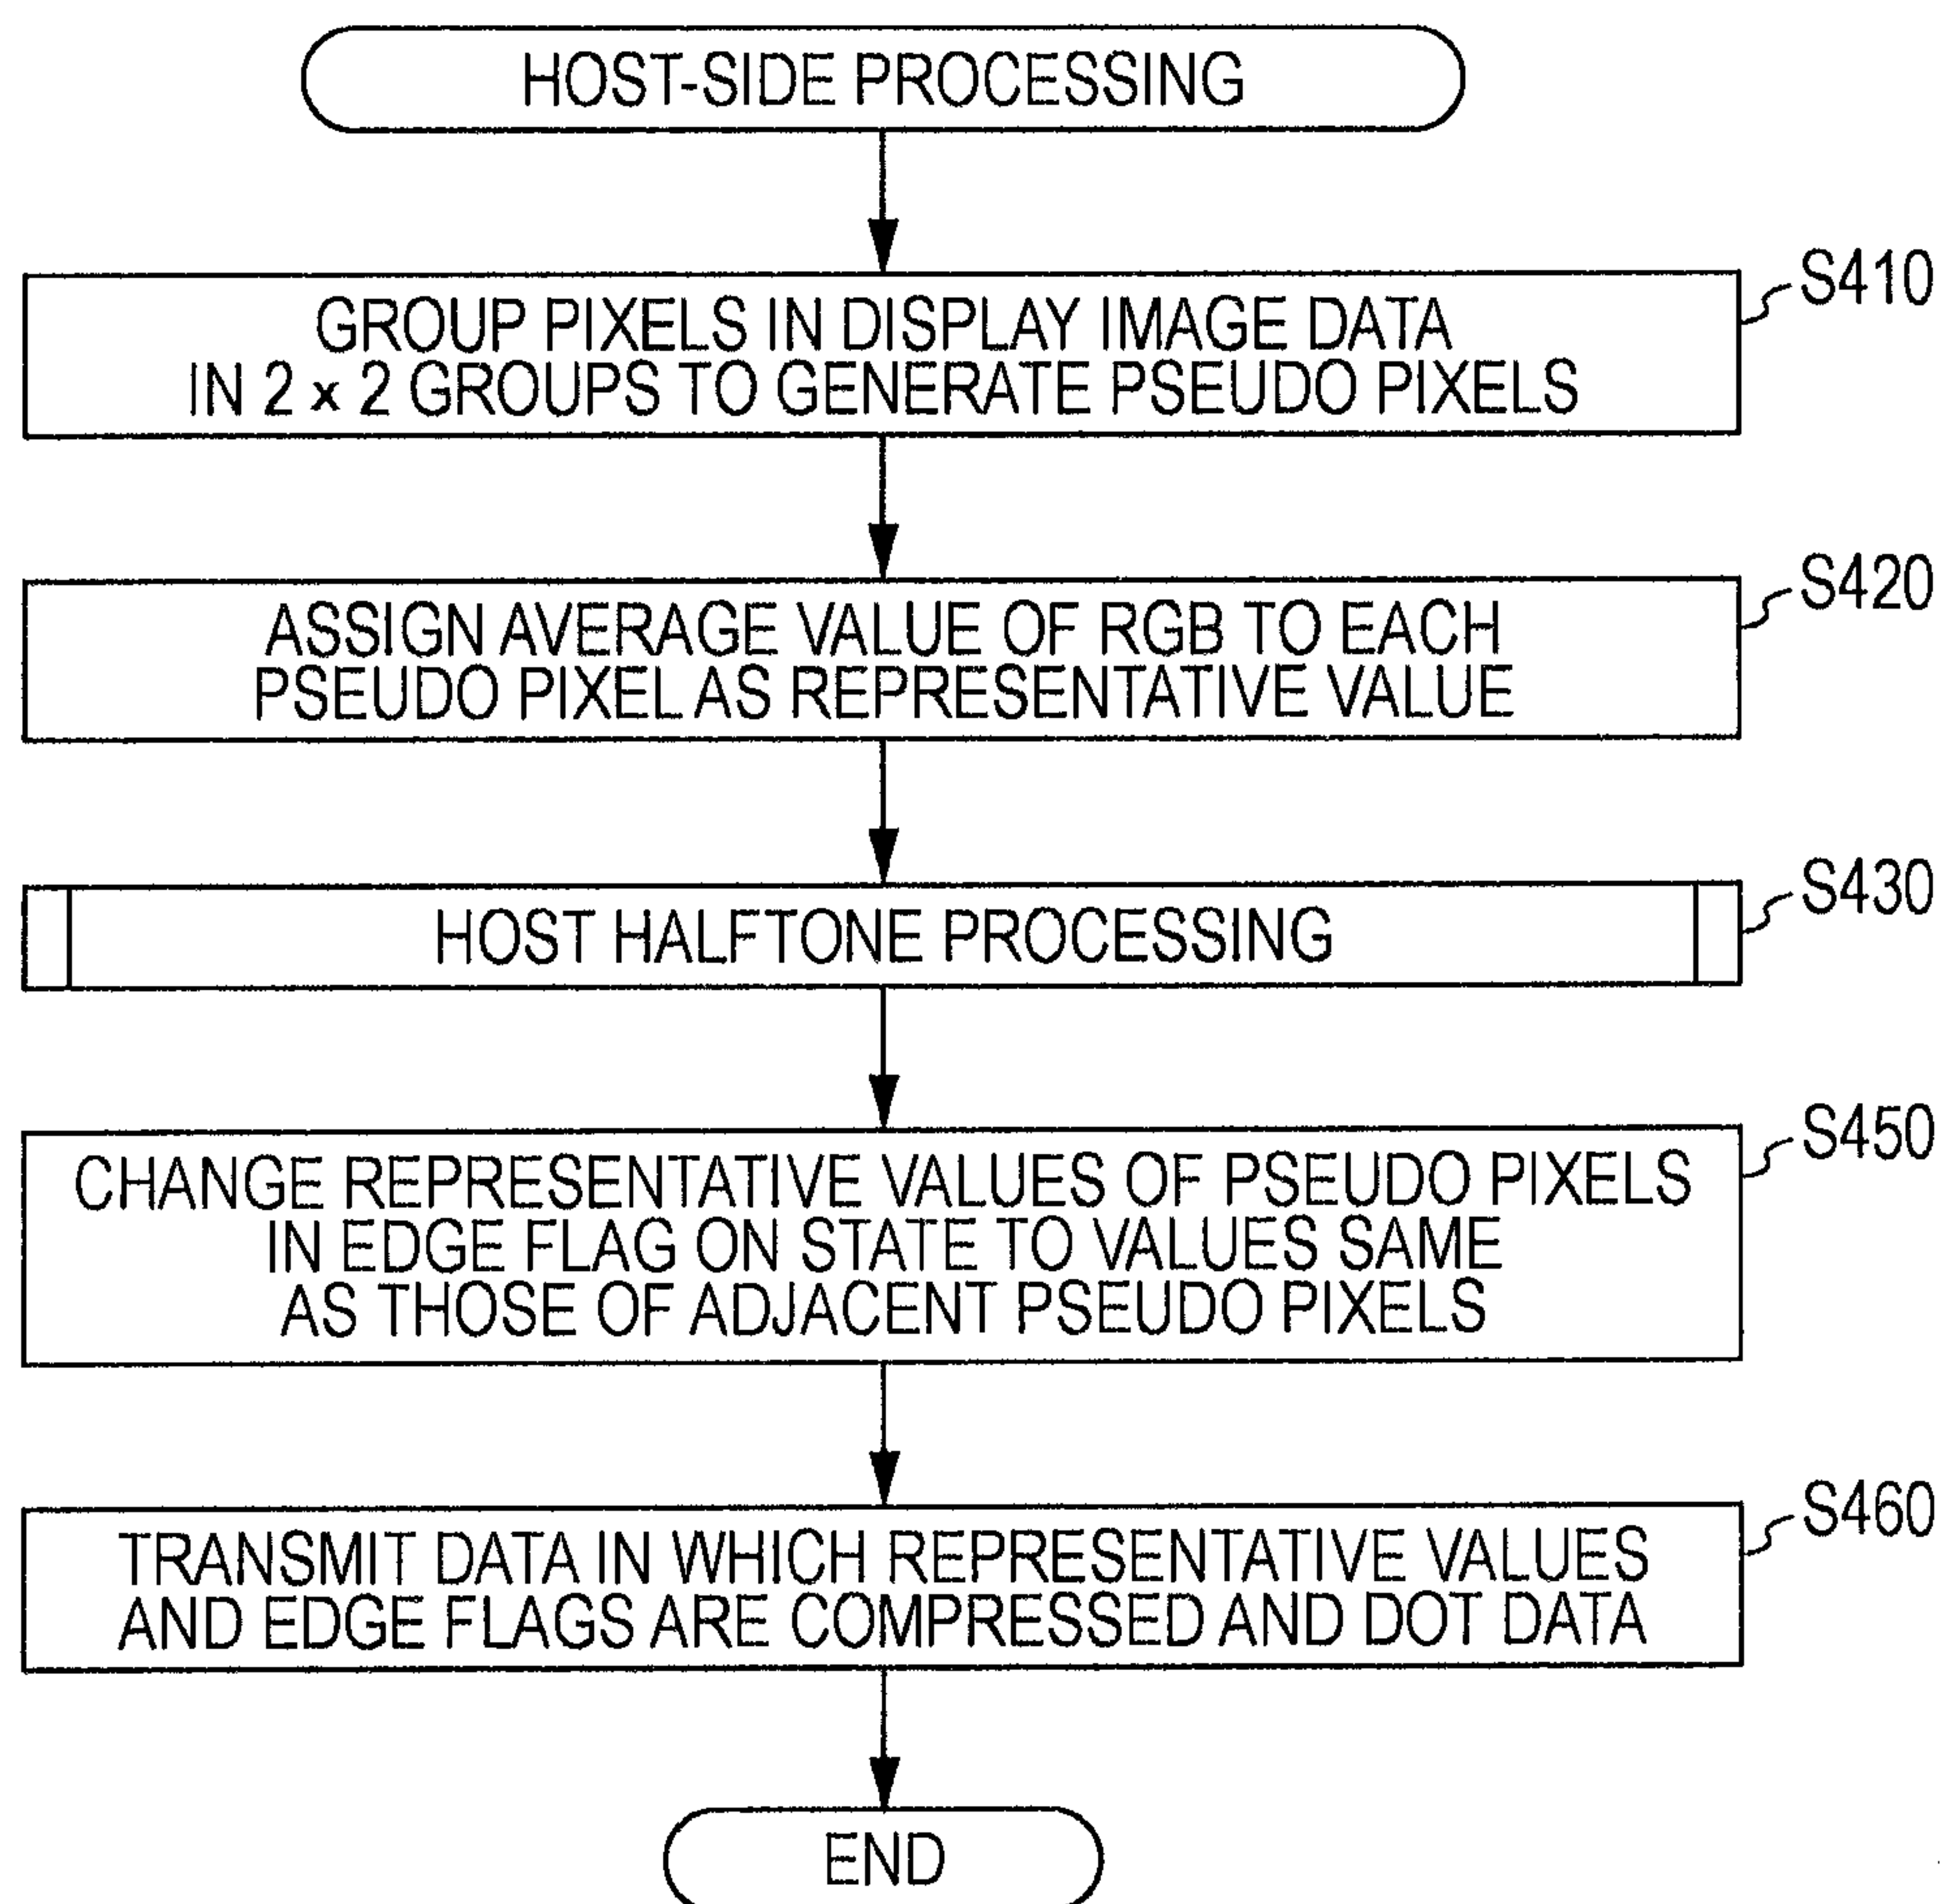 HOST-SIDE PROCESSING
S410
GROUP PIXELS IN DISPLAY IMAGE DATA
IN 2 x 2 GROUPS TO GENERATE PSEUDO PIXELS
S420
ASSIGN AVERAGE VALUE OF RGB TO EACH
PSEUDO PIXEL AS REPRESENTATIVE VALUE
S430
HOST HALFTONE PROCESSING
S450
CHANGE REPRESENTATIVE VALUES OF PSEUDO PIXELS
IN EDGE FLAG ON STATE TO VALUES SAME
AS THOSE OF ADJACENT PSEUDO PIXELS
S460
TRANSMIT DATA IN WHICH REPRESENTATIVE VALUES
AND EDGE FLAGS ARE COMPRESSED AND DOT DATA
END